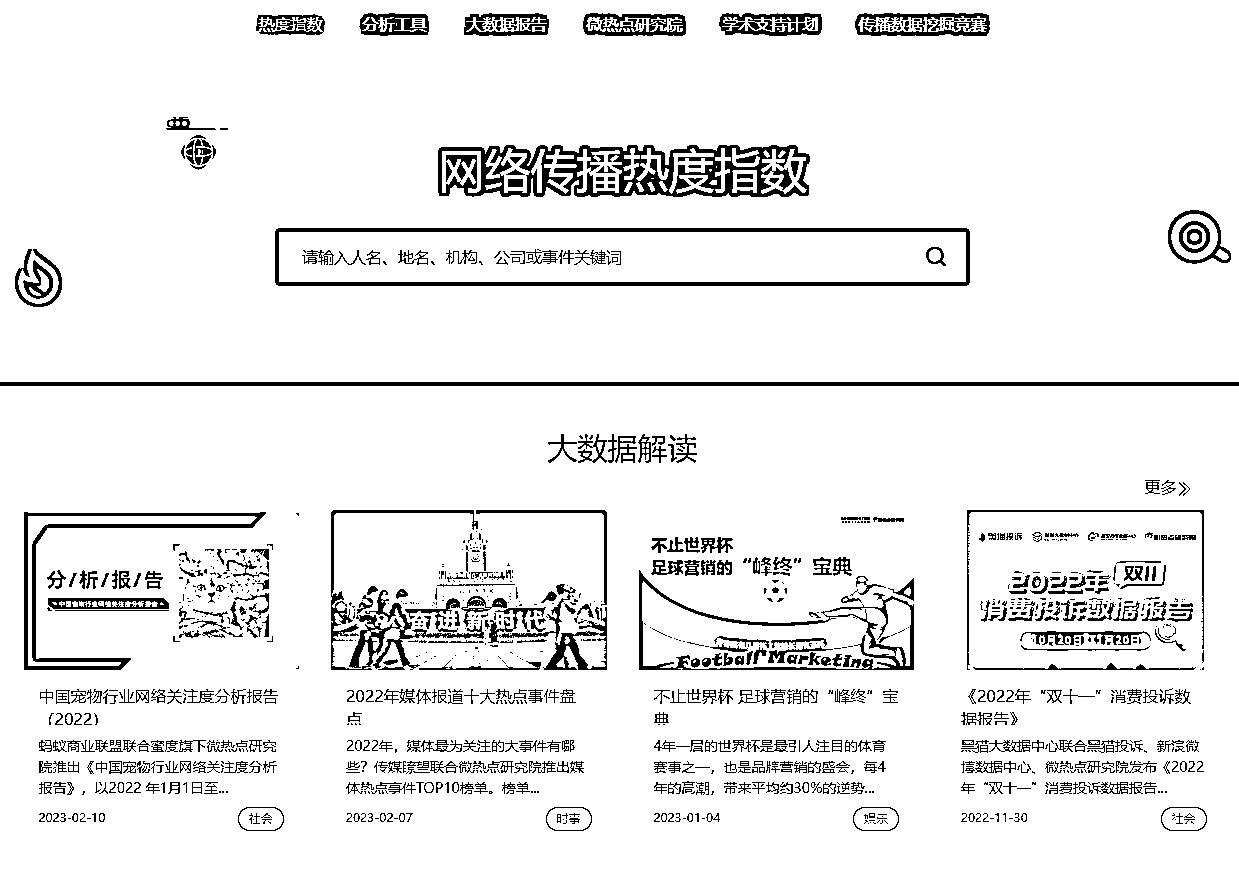 热度指数 分析工具 大数据报告 微热点研究院 学术支持计划 传播数据挖掘竞赛
网络传播热度指数
请输入人名、地名、机构、公司或事件关键词
大数据解读
更多
分/析/报/告
中国宠物行业网络关注度分析报告
奋进新时代
不止世界杯
足球营销的“峰终”宝典
Football Marketing
2022年 双11
消费投诉数据报告
10月20日至11月20日
中国宠物行业网络关注度分析报告
（2022）
蚂蚁商业联盟联合蜜度旗下微热点研究
院推出《中国宠物行业网络关注度分析
报告》，以2022 年1月1日至...
2023-02-10 社会
2022年媒体报道十大热点事件盘
点
2022年，媒体最为关注的大事件有哪
些？传媒瞭望联合微热点研究院推出媒
体热点事件TOP10榜单。榜单...
2023-02-07 时事
不止世界杯 足球营销的“峰终”宝
典
4年一届的世界杯是最引人注目的体育
赛事之一，也是品牌营销的盛会，每4
年的高潮，带来平均约30%的逆势...
2023-01-04 娱乐
《2022年“双十一”消费投诉数
据报告》
黑猫大数据中心联合黑猫投诉、新浪微
博数据中心、微热点研究院发布《2022
年“双十一”消费投诉数据报告...
2022-11-30 社会